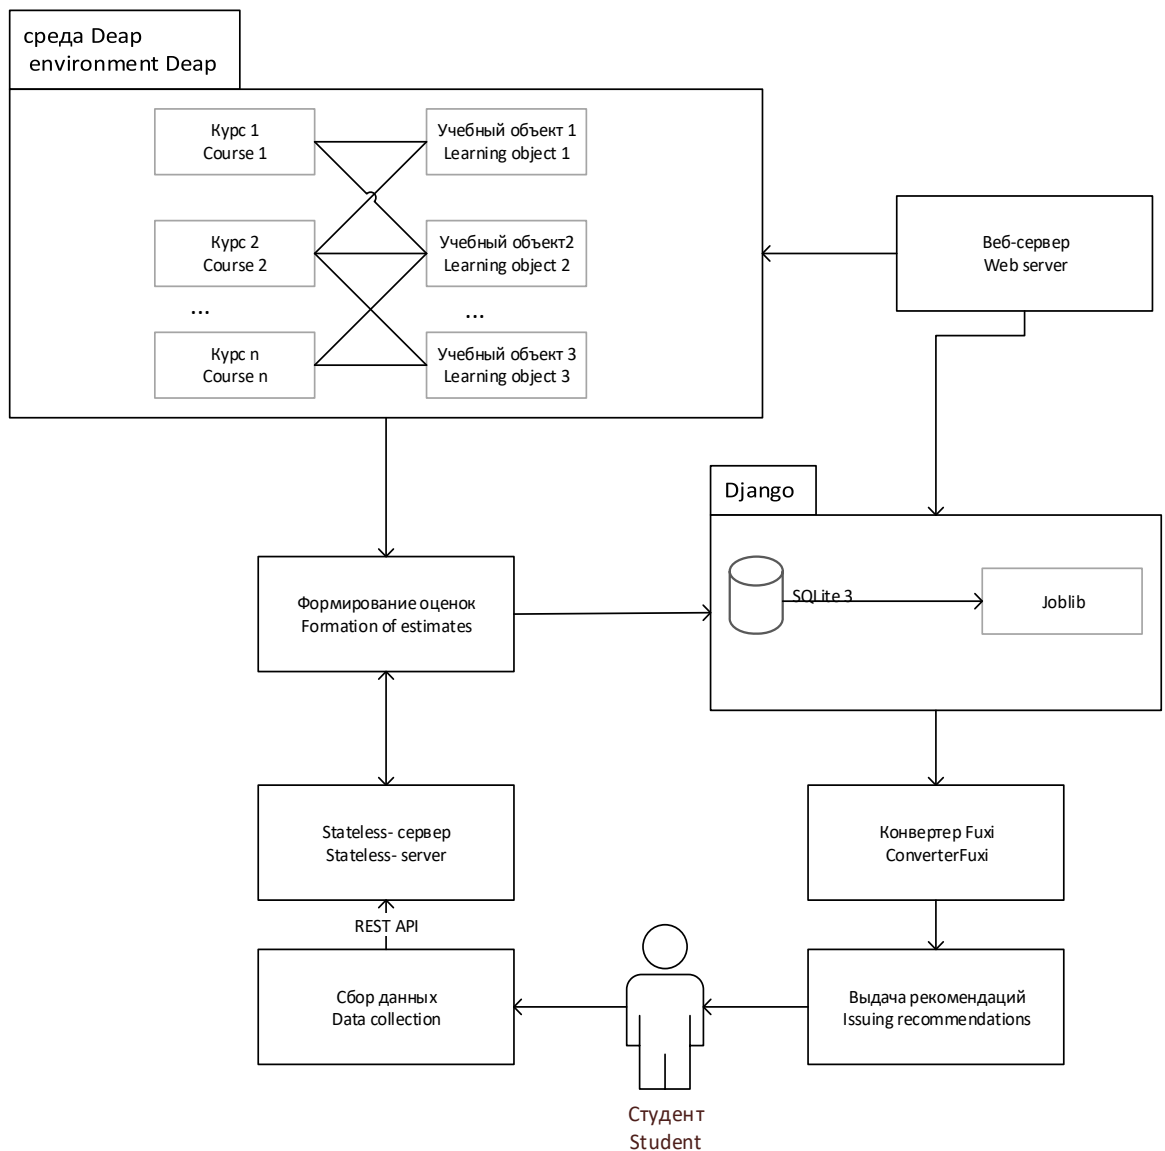 среда Deap
environment Deap
Курс 1
Course 1
Учебный объект 1
Learning object 1
Курс 2
Course 2
Учебный объект2
Learning object 2
Веб-сервер
Web server
...
...
Курс n
Course n
Учебный объект 3
Learning object 3
Django
SQLite 3
Joblib
Формирование оценок
Formation of estimates
Stateless- сервер
Stateless- server
Конвертер Fuxi
ConverterFuxi
REST API
Сбор данных
Data collection
Выдача рекомендаций
Issuing recommendations
Студент
Student